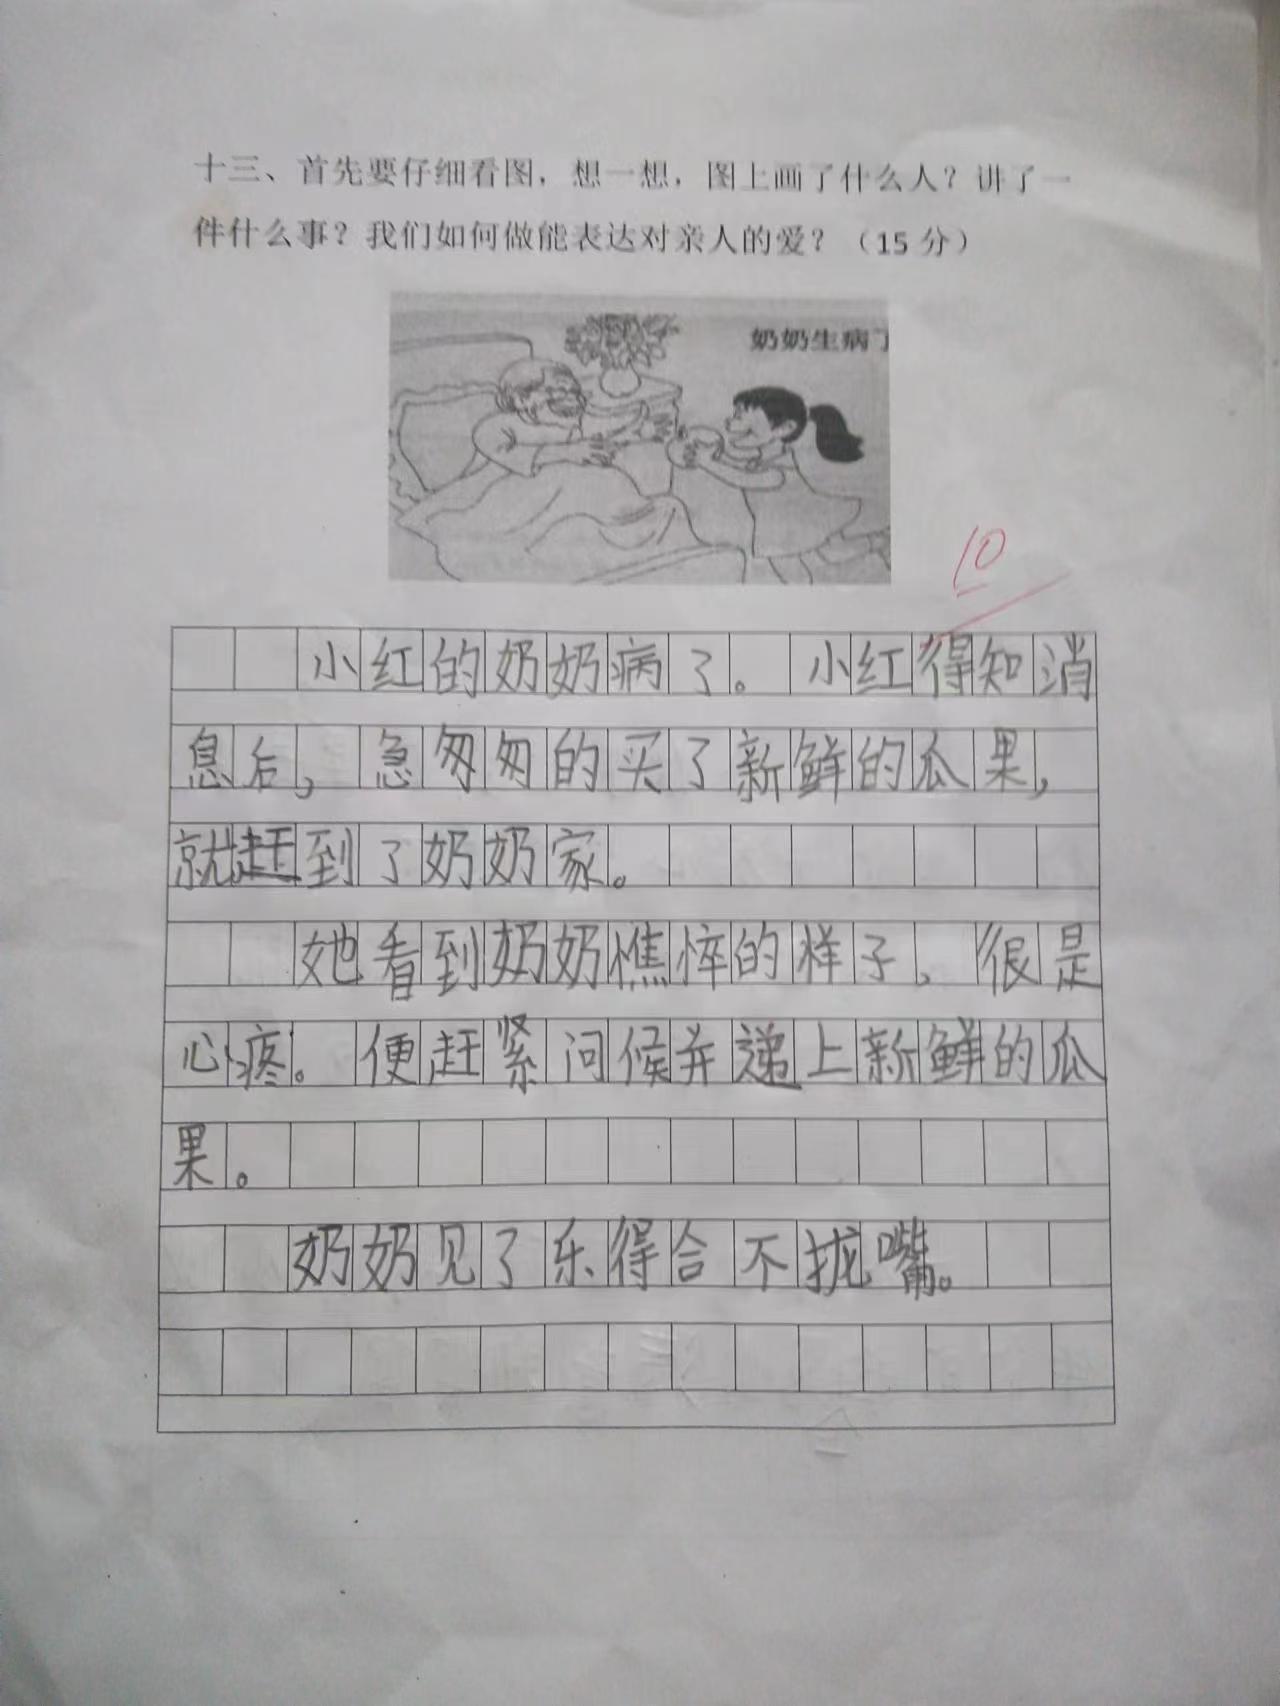 十三、首先要仔细看图，想一想，图上画了什么人？讲了一
件什么事？我们如何做能表达对亲人的爱？（15 分）
奶奶生病了
10
小红的奶奶病了。小红得知消
息后，急匆匆的买了新鲜的瓜果，
就赶到了奶奶家。
她看到奶奶憔悴的样子，很是
心疼。便赶紧问候并递上新鲜的瓜
果。
奶奶见了乐得合不拢嘴。